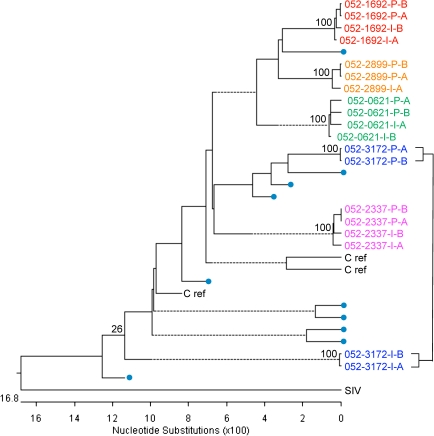 052-1692-P-B
100
052-1692-P-A
052-1692-I-B
052-1692-I-A
052-2899-P-B
100
052-2899-P-A
052-2899-I-A
052-0621-P-A
052-0621-P-B
100
052-0621-I-A
052-0621-I-B
100
052-3172-P-A
052-3172-P-B
052-2337-P-B
052-2337-P-A
100
052-2337-I-B
052-2337-I-A
C ref
C ref
C ref
26
100
052-3172-I-B
052-3172-I-A
SIV
16.8
16 14 12 10 8 6 4 2 0
Nucleotide Substitutions (x100)